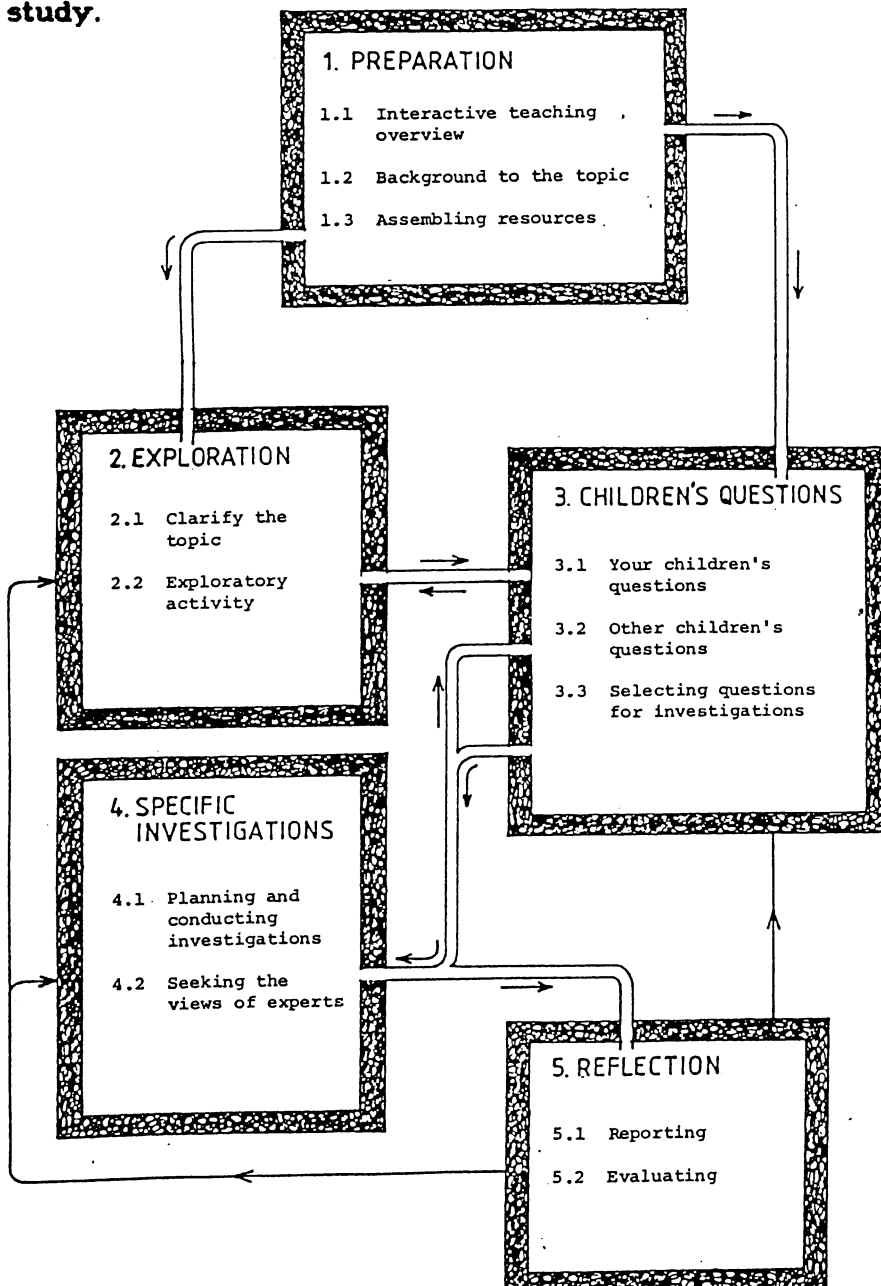 study.
1. PREPARATION
1.1 Interactive teaching
overview
1.2 Background to the topic
1.3 Assembling resources
2. EXPLORATION
2.1 Clarify the
topic
2.2 Exploratory
activity
3. CHILDREN'S QUESTIONS
3.1 Your children's
questions
3.2 Other children's
questions
3.3 Selecting questions
for investigations
4. SPECIFIC
INVESTIGATIONS
4.1 Planning and
conducting
investigations
4.2 Seeking the
views of experts
5. REFLECTION
5.1 Reporting
5.2 Evaluating